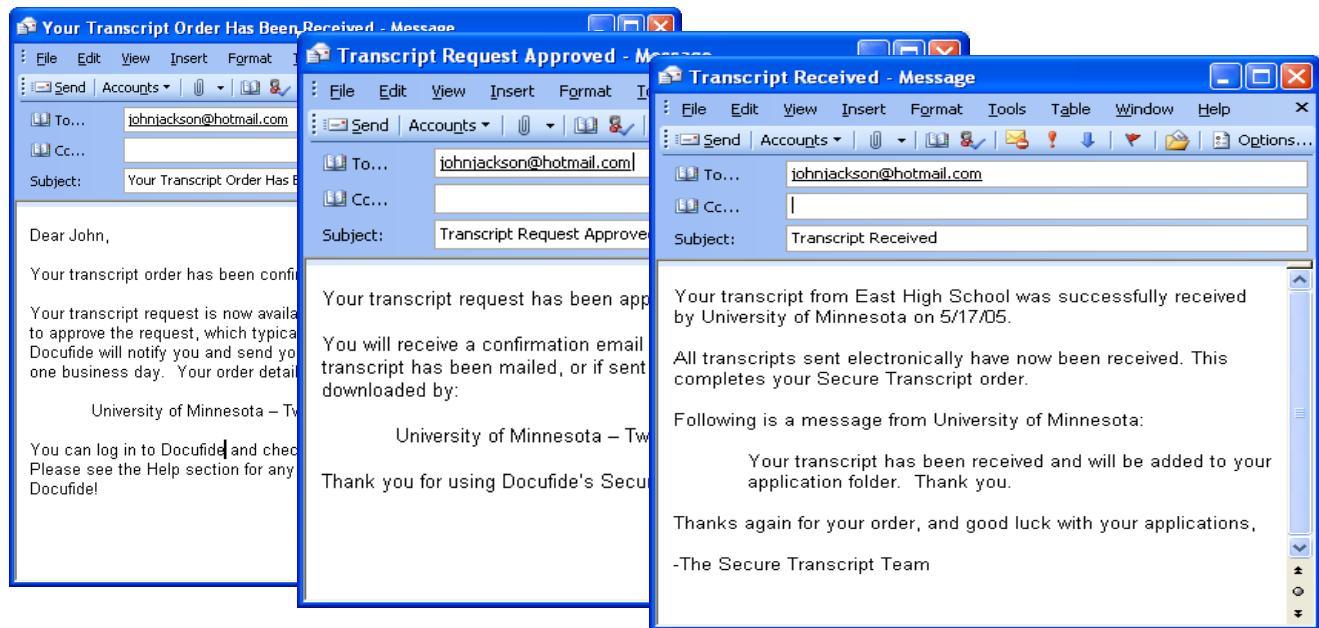 Your Transcript Order Has Been Received - Message
File Edit View Insert Format
Send Accounts
To... johnjackson@hotmail.com
Cc...
Subject: Your Transcript Order Has
Dear John,
Your transcript order has been
Your transcript request is now
to approve the request, which
Docufide will notify you and send
one business day. Your order
University of Minnesota –
You can log in to Docufide and
Please see the Help section for any
Docufide!
Transcript Request Approved - Message
File Edit View Insert Format
Send Accounts
To... johnjackson@hotmail.com
Cc...
Subject: Transcript Request Approved
Your transcript request has been
You will receive a confirmation email
transcript has been mailed, or if sent
downloaded by:
University of Minnesota –
Thank you for using Docufide's
Transcript Received - Message
File Edit View Insert Format Tools Table Window Help
Send Accounts Options...
To... johnjackson@hotmail.com
Cc...
Subject: Transcript Received
Your transcript from East High School was successfully received
by University of Minnesota on 5/17/05.
All transcripts sent electronically have now been received. This
completes your Secure Transcript order.
Following is a message from University of Minnesota:
Your transcript has been received and will be added to your
application folder. Thank you.
Thanks again for your order, and good luck with your applications,
-The Secure Transcript Team